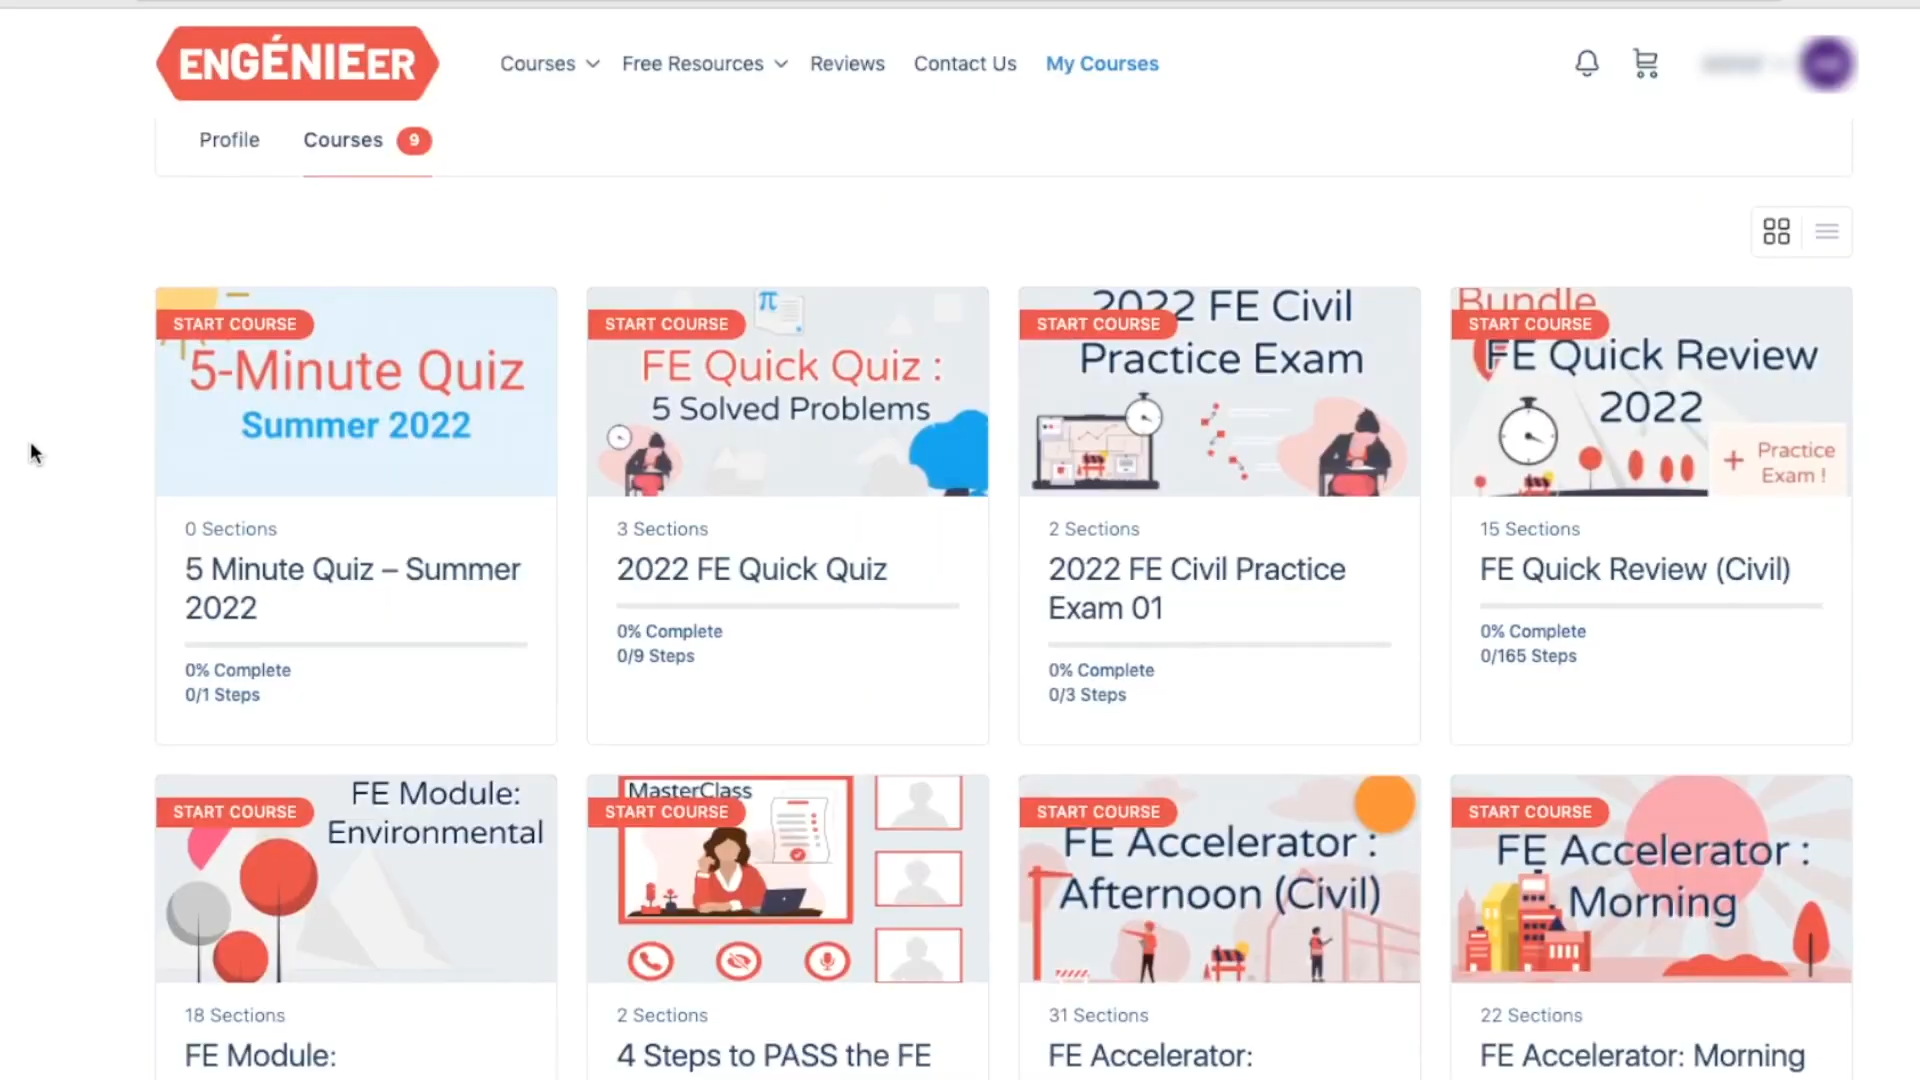 ENGÉNIEER
Courses
Free Resources
Reviews
Contact Us
My Courses
Profile
Courses 9
START COURSE
5-Minute Quiz
Summer 2022
0 Sections
5 Minute Quiz – Summer
2022
0% Complete
0/1 Steps
START COURSE
π
FE Quick Quiz :
5 Solved Problems
3 Sections
2022 FE Quick Quiz
0% Complete
0/9 Steps
START COURSE
2022 FE Civil
Practice Exam
2 Sections
2022 FE Civil Practice
Exam 01
0% Complete
0/3 Steps
START COURSE
Bundle
FE Quick Review
2022
+ Practice
Exam !
15 Sections
FE Quick Review (Civil)
0% Complete
0/165 Steps
START COURSE
FE Module:
Environmental
18 Sections
FE Module:
START COURSE
MasterClass
2 Sections
4 Steps to PASS the FE
START COURSE
FE Accelerator :
Afternoon (Civil)
31 Sections
FE Accelerator:
START COURSE
FE Accelerator :
Morning
22 Sections
FE Accelerator: Morning